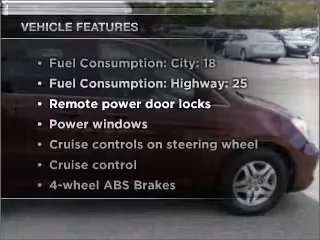 VEHICLE FEATURES
• Fuel Consumption: City: 18
• Fuel Consumption: Highway: 25
• Remote power door locks
• Power windows
• Cruise controls on steering wheel
• Cruise control
• 4-wheel ABS Brakes